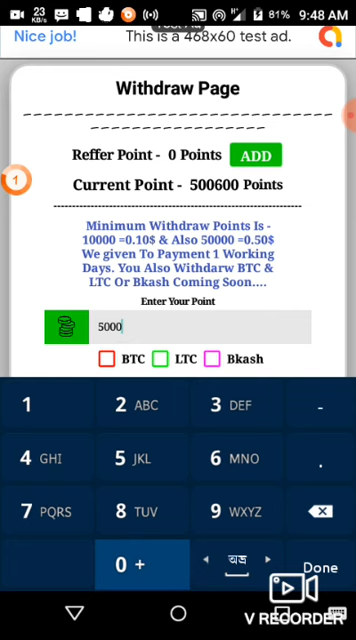 23 KB/s 81% 9:48 AM
Nice job! This is a 468x60 test ad.
Withdraw Page
Reffer Point - 0 Points ADD
1
Current Point - 500600 Points
Minimum Withdraw Points Is -
10000 =0.10$ & Also 50000 =0.50$
We given To Payment 1 Working
Days. You Also Withdarw BTC &
LTC Or Bkash Coming Soon....
Enter Your Point
5000
BTC LTC Bkash
1 2 ABC 3 DEF -
4 GHI 5 JKL 6 MNO .
7 PQRS 8 TUV 9 WXYZ
0 + অভ্র Done
V RECORDER